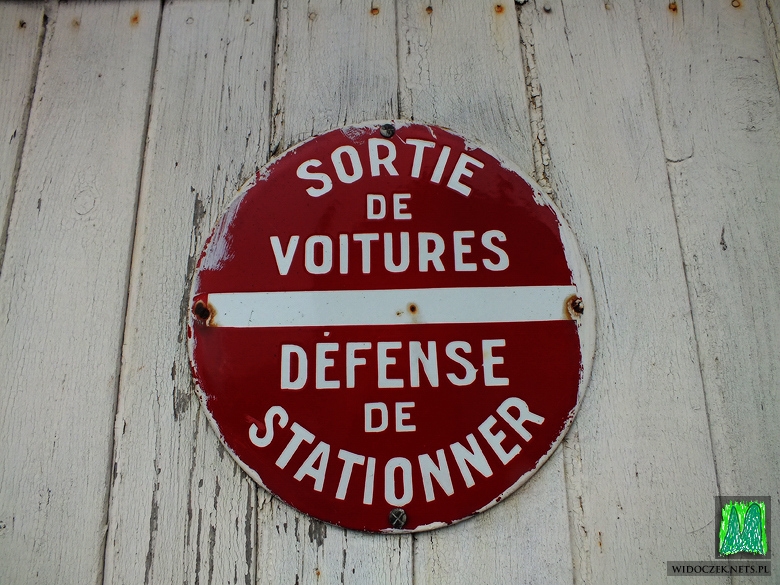 SORTIE
DE
VOITURES
DÉFENSE
DE
STATIONNER
WIDOCZEK.NETS.PL